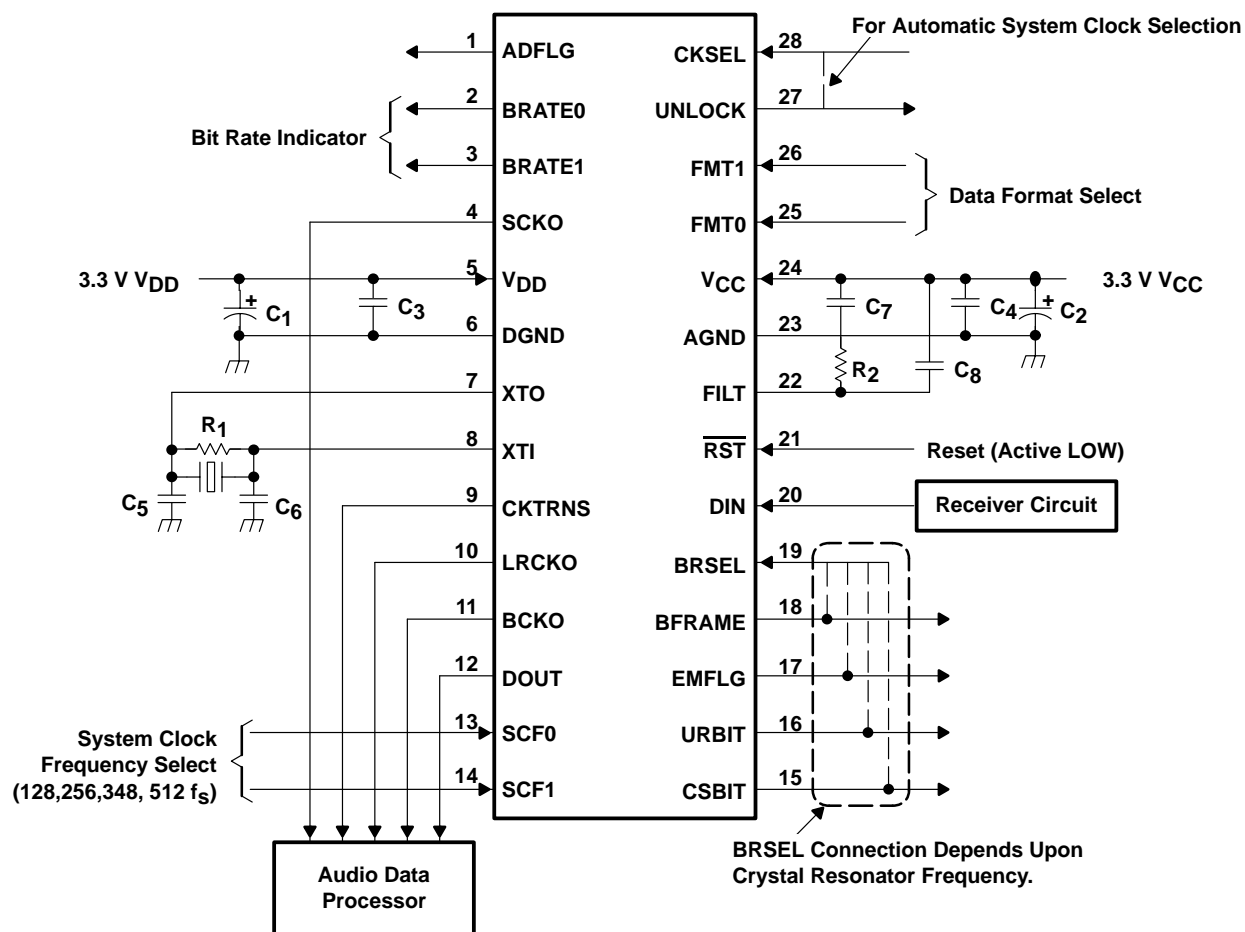 For Automatic System Clock Selection
1 ADFLG CKSEL 28
2 BRATE0 UNLOCK 27
Bit Rate Indicator
3 BRATE1 FMT1 26
Data Format Select
4 SCKO FMT0 25
3.3 V VDD 5 VDD VCC 24 3.3 V VCC
+ C1 C3 C7 C4 + C2
6 DGND AGND 23
R2 C8
7 XTO FILT 22
R1
8 XTI RST 21 Reset (Active LOW)
C5 C6
9 CKTRNS DIN 20 Receiver Circuit
10 LRCKO BRSEL 19
11 BCKO BFRAME 18
12 DOUT EMFLG 17
13 SCF0 URBIT 16
System Clock
Frequency Select
(128,256,348, 512 fS)
14 SCF1 CSBIT 15
BRSEL Connection Depends Upon
Crystal Resonator Frequency.
Audio Data
Processor